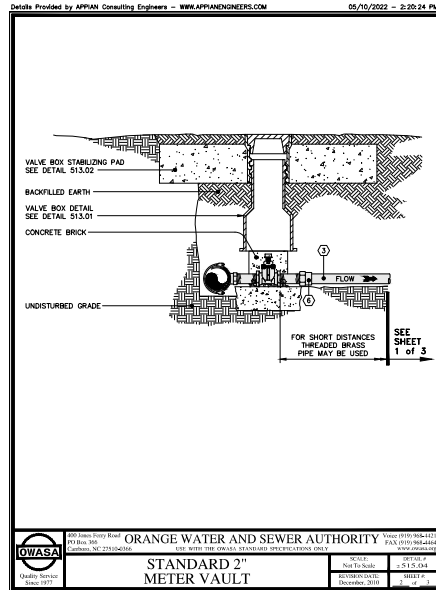 Details Provided by APPIAN Consulting Engineers - WWW.APPIANENGINEERS.COM
05/10/2022 - 2:20:24 PM
VALVE BOX STABILIZING PAD
SEE DETAIL 513.02
BACKFILLED EARTH
VALVE BOX DETAIL
SEE DETAIL 513.01
CONCRETE BRICK
3
FLOW
6
UNDISTURBED GRADE
FOR SHORT DISTANCES
THREADED BRASS
PIPE MAY BE USED
SEE
SHEET
1 of 3
OWASA
Quality Service
Since 1977
400 Jones Ferry Road
PO Box 366
Carrboro, NC 27510-0366
ORANGE WATER AND SEWER AUTHORITY
USE WITH THE OWASA STANDARD SPECIFICATIONS ONLY
Voice (919) 968-4421
FAX (919) 968-4464
www.owasa.org
STANDARD 2"
METER VAULT
SCALE:
Not To Scale
DETAIL #
515.04
REVISION DATE:
December, 2010
SHEET #:
2 of 3